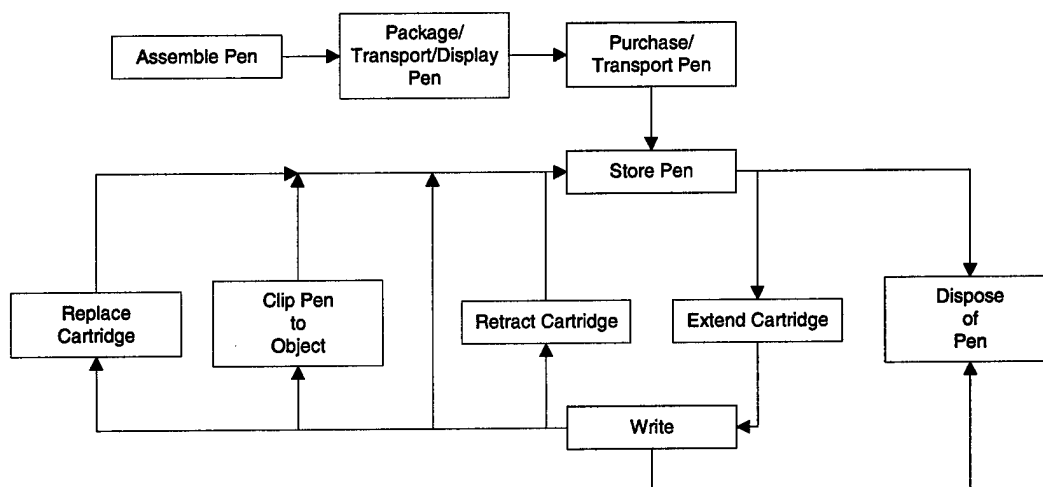 Assemble Pen
Package/
Transport/Display
Pen
Purchase/
Transport Pen
Store Pen
Replace
Cartridge
Clip Pen
to
Object
Retract Cartridge
Extend Cartridge
Dispose
of
Pen
Write